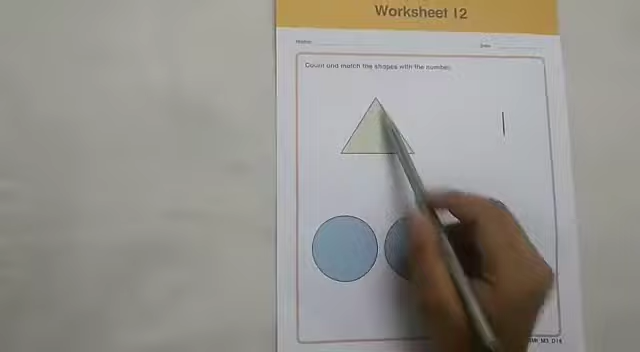 Worksheet 12
Name:
Date:
Count and match the shapes with the number.
1